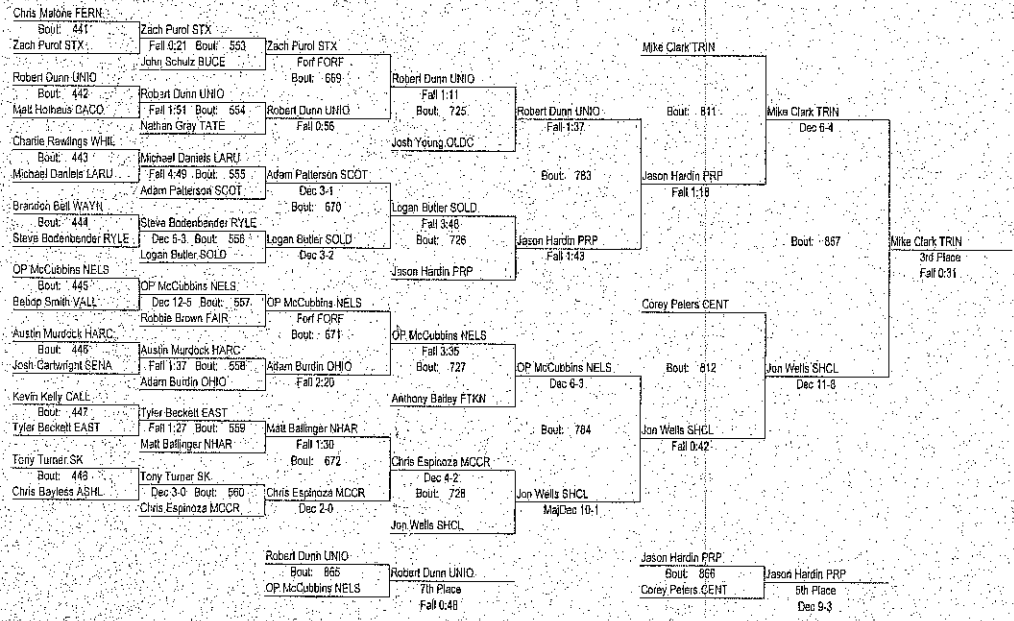 Chris Malone FERN
Bout: 441
Zach Purol STX
Robert Dunn UNIO
Bout: 442
Matt Hothaus CACO
Charlie Rawlings WHIL
Bout: 443
Michael Daniels LARU
Brandon Bell WAYN
Bout: 444
Steve Bodenbender RYLE
OP McCubbins NELS
Bout: 445
Bebop Smith VALL
Austin Murdock HARC
Bout: 446
Josh Cartwright SENA
Kevin Kelly CALL
Bout: 447
Tyler Beckett EAST
Tony Turner SK
Bout: 448
Chris Bayless ASHL
Zach Purol STX
Fall 0:21 Bout: 553
John Schulz BUCE
Robert Dunn UNIO
Fall 1:51 Bout: 554
Nathan Gray TATE
Michael Daniels LARU
Fall 4:49 Bout: 555
Adam Patterson SCOT
Steve Bodenbender RYLE
Dec 5-3 Bout: 556
Logan Butler SOLD
OP McCubbins NELS
Dec 12-5 Bout: 557
Robbie Brown FAIR
Austin Murdock HARC
Fall 1:37 Bout: 558
Adam Burdin OHIO
Tyler Beckett EAST
Fall 1:27 Bout: 559
Matt Ballinger NHAR
Tony Turner SK
Dec 3-0 Bout: 560
Chris Espinoza MCCR
Zach Purol STX
Forf FORF
Bout: 669
Robert Dunn UNIO
Fall 0:55
Adam Patterson SCOT
Dec 3-1
Bout: 670
Logan Butler SOLD
Dec 3-2
OP McCubbins NELS
Forf FORF
Bout: 671
Adam Burdin OHIO
Fall 2:20
Matt Ballinger NHAR
Fall 1:30
Bout: 672
Chris Espinoza MCCR
Dec 2-0
Robert Dunn UNIO
Fall 1:11
Bout: 725
Josh Young OLDC
Logan Butler SOLD
Fall 3:48
Bout: 726
Jason Hardin PRP
OP McCubbins NELS
Fall 3:35
Bout: 727
Anthony Bailey FTKN
Chris Espinoza MCCR
Dec 4-2
Bout: 728
Jon Wells SHCL
Robert Dunn UNIO
Fall 1:37
Bout: 783
Jason Hardin PRP
Fall 1:43
OP McCubbins NELS
Dec 6-3
Bout: 784
Jon Wells SHCL
MajDec 10-1
Mike Clark TRIN
Bout: 811
Jason Hardin PRP
Fall 1:18
Corey Peters CENT
Bout: 812
Jon Wells SHCL
Fall 0:42
Mike Clark TRIN
Dec 6-4
Bout: 867
Jon Wells SHCL
Dec 11-8
Mike Clark TRIN
3rd Place
Fall 0:31
Robert Dunn UNIO
Bout: 865
OP McCubbins NELS
Robert Dunn UNIO
7th Place
Fall 0:48
Jason Hardin PRP
Bout: 866
Corey Peters CENT
Jason Hardin PRP
5th Place
Dec 9-3